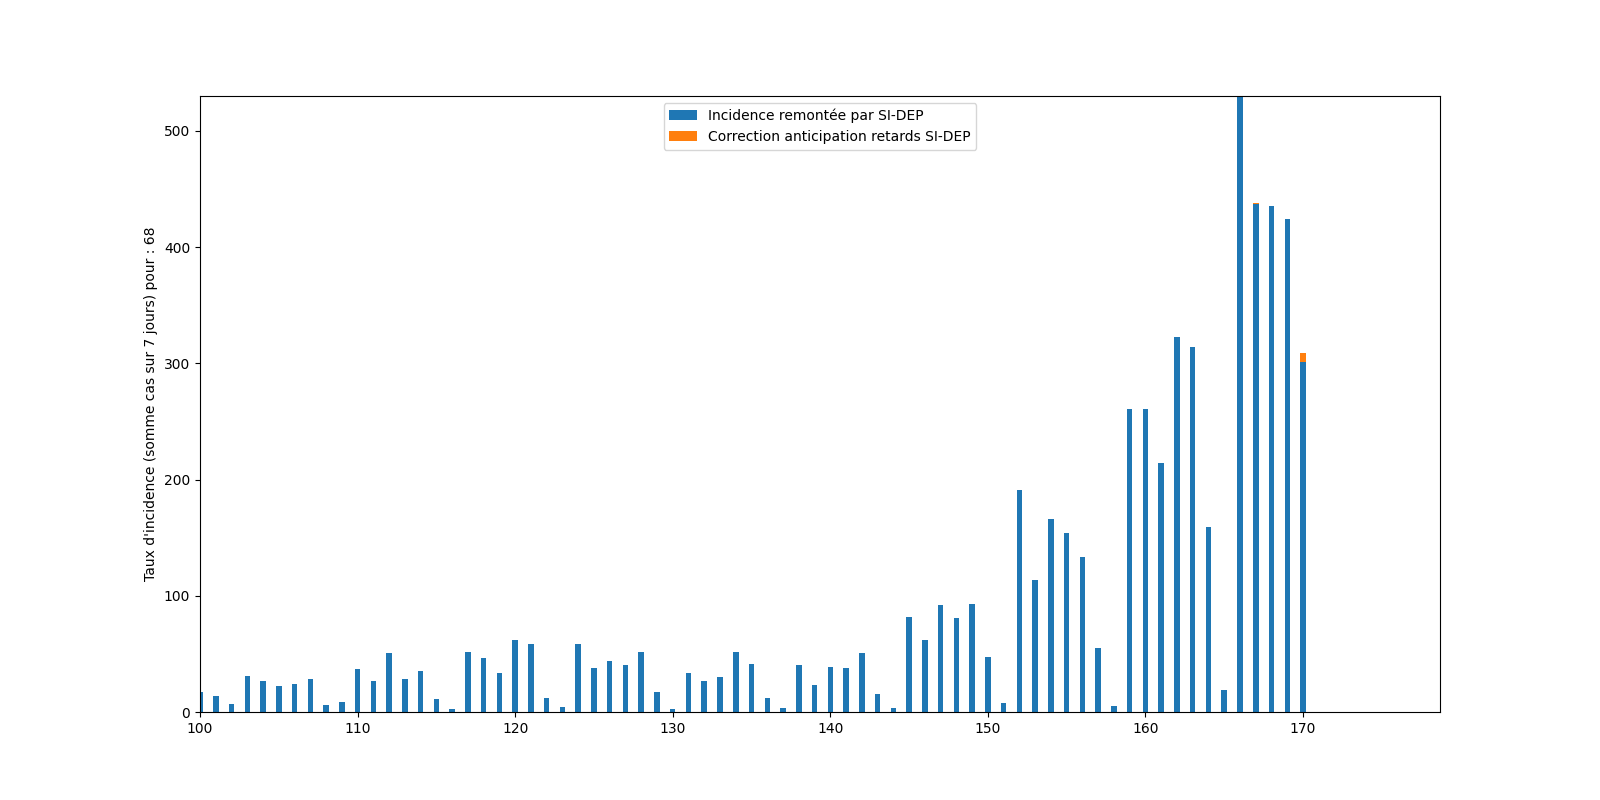 Incidence remontée par SI-DEP
Correction anticipation retards SI-DEP
Taux d'incidence (somme cas sur 7 jours) pour : 68
500
400
300
200
100
0
100 110 120 130 140 150 160 170